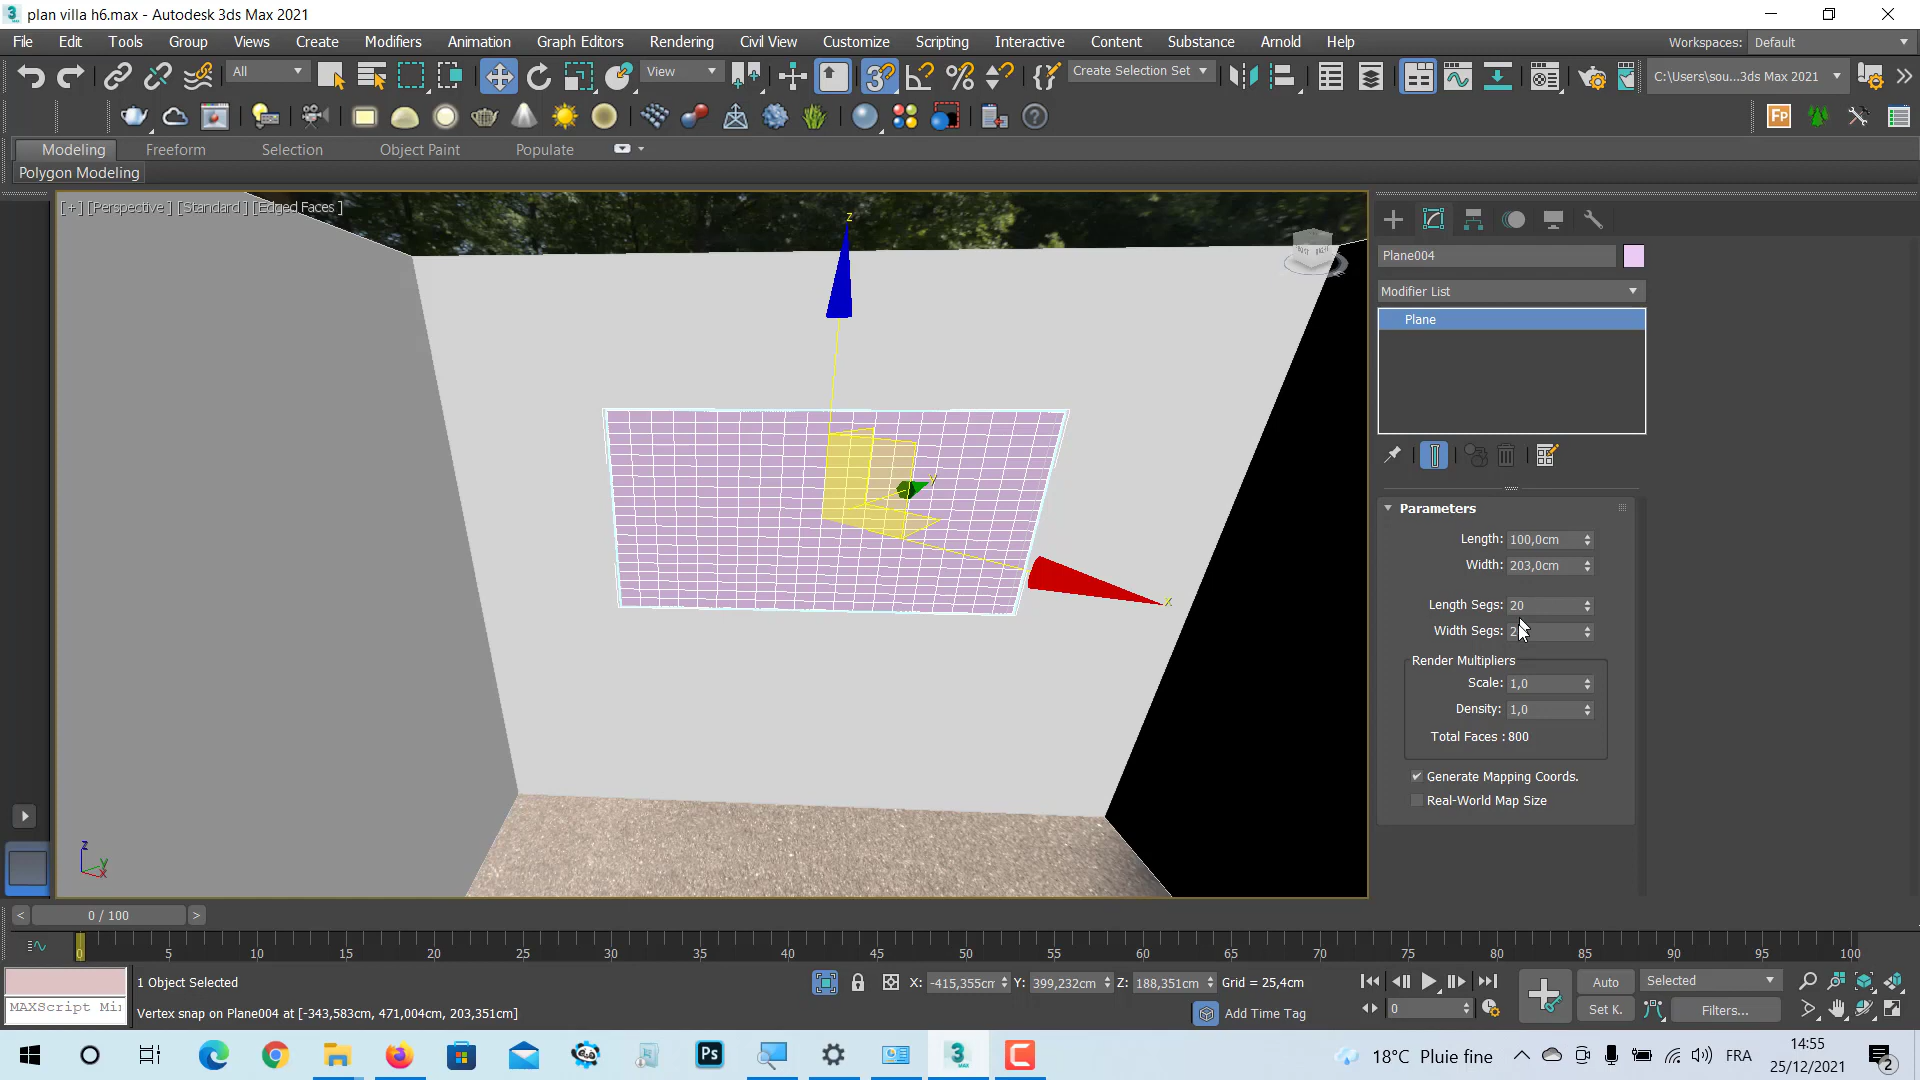 plan villa h6.max - Autodesk 3ds Max 2021
File Edit Tools Group Views Create Modifiers Animation Graph Editors Rendering Civil View Customize Scripting Interactive Content Substance Arnold Help
Workspaces: Default
All View Create Selection Set C:\Users\sou...3ds Max 2021
Fp
Modeling Freeform Selection Object Paint Populate
Polygon Modeling
[+] [Perspective ] [Standard ] [Edged Faces ]
z
y
x
Plane004
Modifier List
Plane
Parameters
Length: 100,0cm
Width: 203,0cm
Length Segs: 20
Width Segs:
Render Multipliers
Scale: 1,0
Density: 1,0
Total Faces : 800
Generate Mapping Coords.
Real-World Map Size
z
y
x
< 0 / 100 >
0 5 10 15 20 25 30 35 40 45 50 55 60 65 70 75 80 85 90 95 100
1 Object Selected X: -415,355cm Y: 399,232cm Z: 188,351cm Grid = 25,4cm Auto Selected
MAXScript Mi
Vertex snap on Plane004 at [-343,583cm, 471,004cm, 203,351cm] Add Time Tag 0 Set K. Filters...
Ps 3 MAX C 18°C Pluie fine FRA 14:55
25/12/2021 2